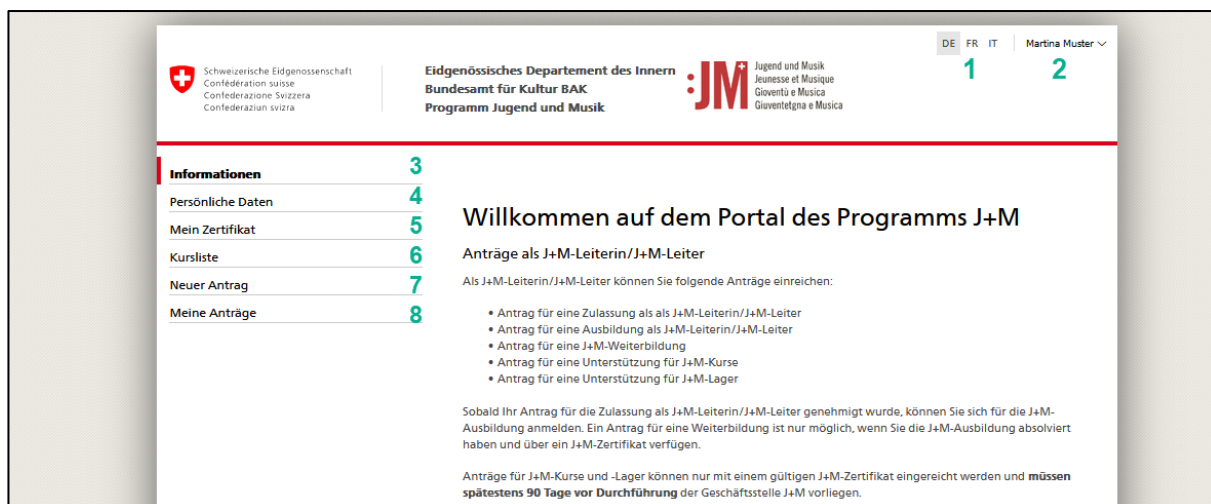 DE FR IT Martina Muster
1 2
Schweizerische Eidgenossenschaft
Confédération suisse
Confederazione Svizzera
Confederaziun svizra
Eidgenössisches Departement des Innern
Bundesamt für Kultur BAK
Programm Jugend und Musik
:JM
Jugend und Musik
Jeunesse et Musique
Gioventù e Musica
Giuventetgna e Musica
Informationen 3
Persönliche Daten 4
Mein Zertifikat 5
Kursliste 6
Neuer Antrag 7
Meine Anträge 8
Willkommen auf dem Portal des Programms J+M
Anträge als J+M-Leiterin/J+M-Leiter
Als J+M-Leiterin/J+M-Leiter können Sie folgende Anträge einreichen:
• Antrag für eine Zulassung als als J+M-Leiterin/J+M-Leiter
• Antrag für eine Ausbildung als J+M-Leiterin/J+M-Leiter
• Antrag für eine J+M-Weiterbildung
• Antrag für eine Unterstützung für J+M-Kurse
• Antrag für eine Unterstützung für J+M-Lager
Sobald Ihr Antrag für die Zulassung als J+M-Leiterin/J+M-Leiter genehmigt wurde, können Sie sich für die J+M-
Ausbildung anmelden. Ein Antrag für eine Weiterbildung ist nur möglich, wenn Sie die J+M-Ausbildung absolviert
haben und über ein J+M-Zertifikat verfügen.
Anträge für J+M-Kurse und -Lager können nur mit einem gültigen J+M-Zertifikat eingereicht werden und müssen
spätestens 90 Tage vor Durchführung der Geschäftsstelle J+M vorliegen.